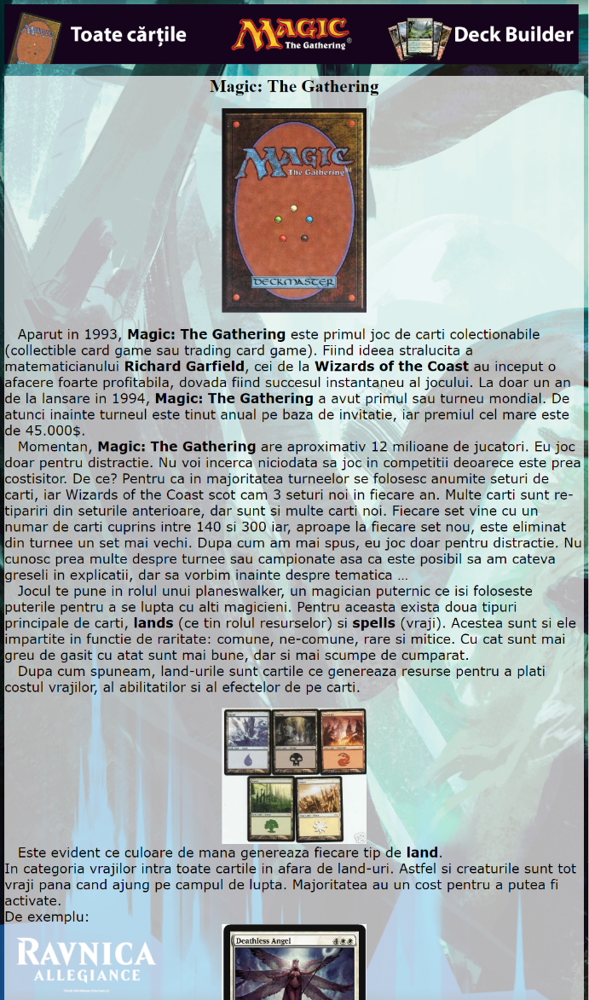 Toate cărțile
MAGIC
The Gathering®
Deck Builder
Magic: The Gathering
MAGIC
The Gathering
DECKMASTER
Aparut in 1993, Magic: The Gathering este primul joc de carti colectionabile
(collectible card game sau trading card game). Fiind ideea stralucita a
matematicianului Richard Garfield, cei de la Wizards of the Coast au inceput o
afacere foarte profitabila, dovada fiind succesul instantaneu al jocului. La doar un an
de la lansare in 1994, Magic: The Gathering a avut primul sau turneu mondial. De
atunci inainte turneul este tinut anual pe baza de invitatie, iar premiul cel mare este
de 45.000$.
Momentan, Magic: The Gathering are aproximativ 12 milioane de jucatori. Eu joc
doar pentru distractie. Nu voi incerca niciodata sa joc in competitii deoarece este prea
costisitor. De ce? Pentru ca in majoritatea turneelor se folosesc anumite seturi de
carti, iar Wizards of the Coast scot cam 3 seturi noi in fiecare an. Multe carti sunt re-
tipariri din seturile anterioare, dar sunt si multe carti noi. Fiecare set vine cu un
numar de carti cuprins intre 140 si 300 iar, aproape la fiecare set nou, este eliminat
din turnee un set mai vechi. Dupa cum am mai spus, eu joc doar pentru distractie. Nu
cunosc prea multe despre turnee sau campionate asa ca este posibil sa am cateva
greseli in explicatii, dar sa vorbim inainte despre tematica ...
Jocul te pune in rolul unui planeswalker, un magician puternic ce isi foloseste
puterile pentru a se lupta cu alti magicieni. Pentru aceasta exista doua tipuri
principale de carti, lands (ce tin rolul resurselor) si spells (vraji). Acestea sunt si ele
impartite in functie de raritate: comune, ne-comune, rare si mitice. Cu cat sunt mai
greu de gasit cu atat sunt mai bune, dar si mai scumpe de cumparat.
Dupa cum spuneam, land-urile sunt cartile ce genereaza resurse pentru a plati
costul vrajilor, al abilitatilor si al efectelor de pe carti.
Este evident ce culoare de mana genereaza fiecare tip de land.
In categoria vrajilor intra toate cartile in afara de land-uri. Astfel si creaturile sunt tot
vraji pana cand ajung pe campul de lupta. Majoritatea au un cost pentru a putea fi
activate.
De exemplu:
Deathless Angel
4
RAVNICA
ALLEGIANCE